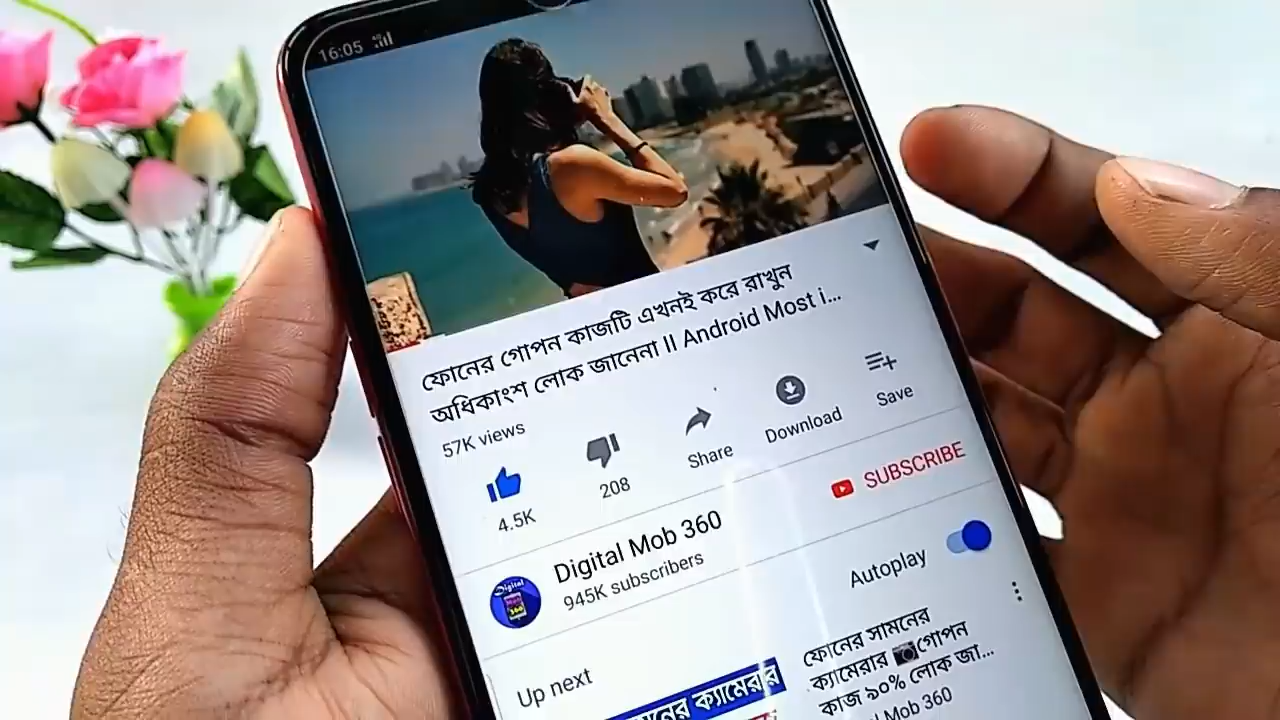 16:05
ফোনের গোপন কাজটি এখনই করে রাখুন
অধিকাংশ লোক জানেনা ll Android Most i...
57K views
4.5K
208
Share
Download
Save
Digital Mob 360
945K subscribers
SUBSCRIBE
Autoplay
Up next
ক্যামেরার
ফোনের সামনের
ক্যামেরার গোপন
কাজ ৯০% লোক জা...
Mob 360